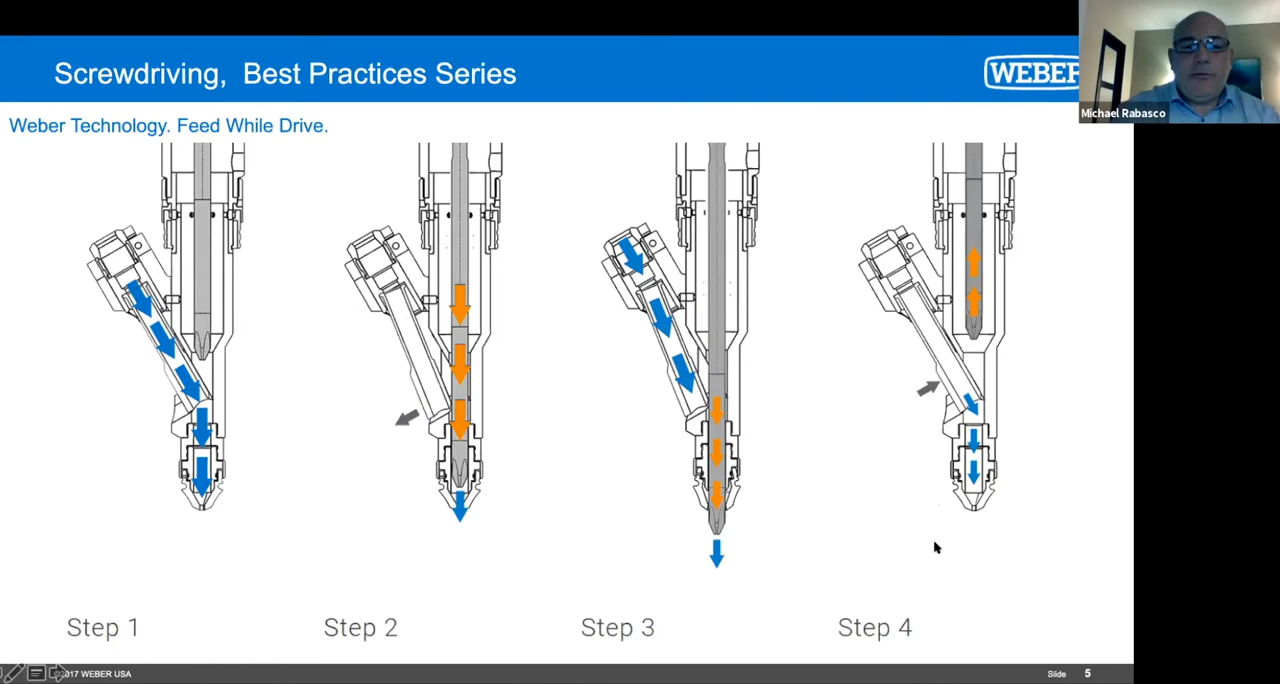 Screwdriving, Best Practices Series
WEBER
Michael Rabasco
Weber Technology. Feed While Drive.
Step 1
Step 2
Step 3
Step 4
2017 WEBER USA
Slide 5